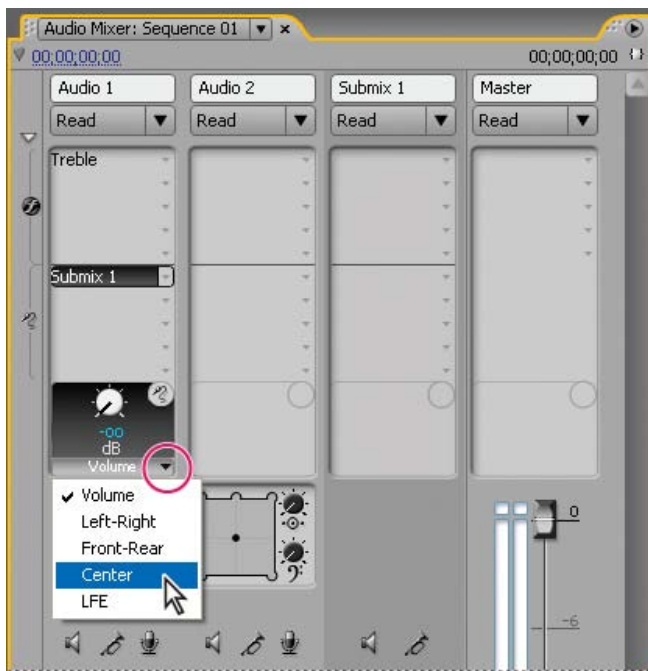 Audio Mixer: Sequence 01
00;00;00;00 00;00;00;00
Audio 1 Audio 2 Submix 1 Master
Read Read Read Read
Treble
Submix 1
-oo
dB
Volume
Volume
Left-Right
Front-Rear
Center
LFE
0
-6